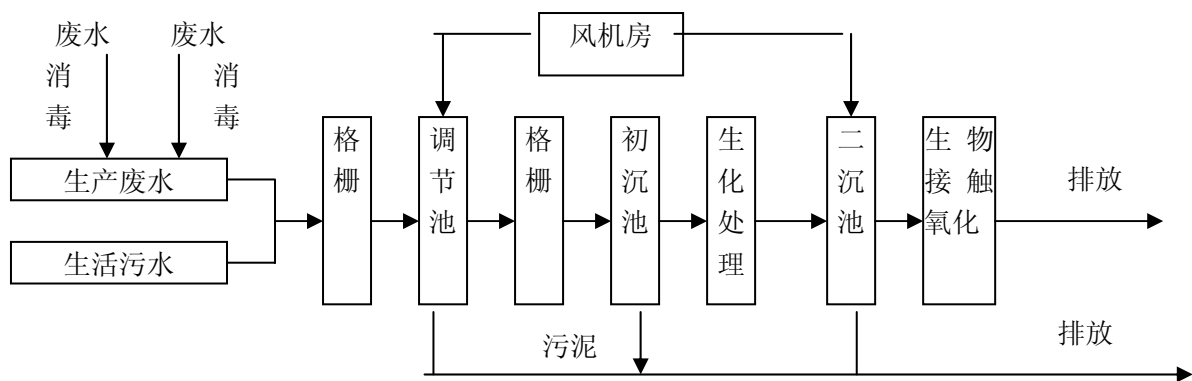 废水
废水
风机房
消毒
消毒
格栅
调节池
格栅
初沉池
生化处理
二沉池
生物
接触
氧化
生产废水
生活污水
排放
污泥
排放